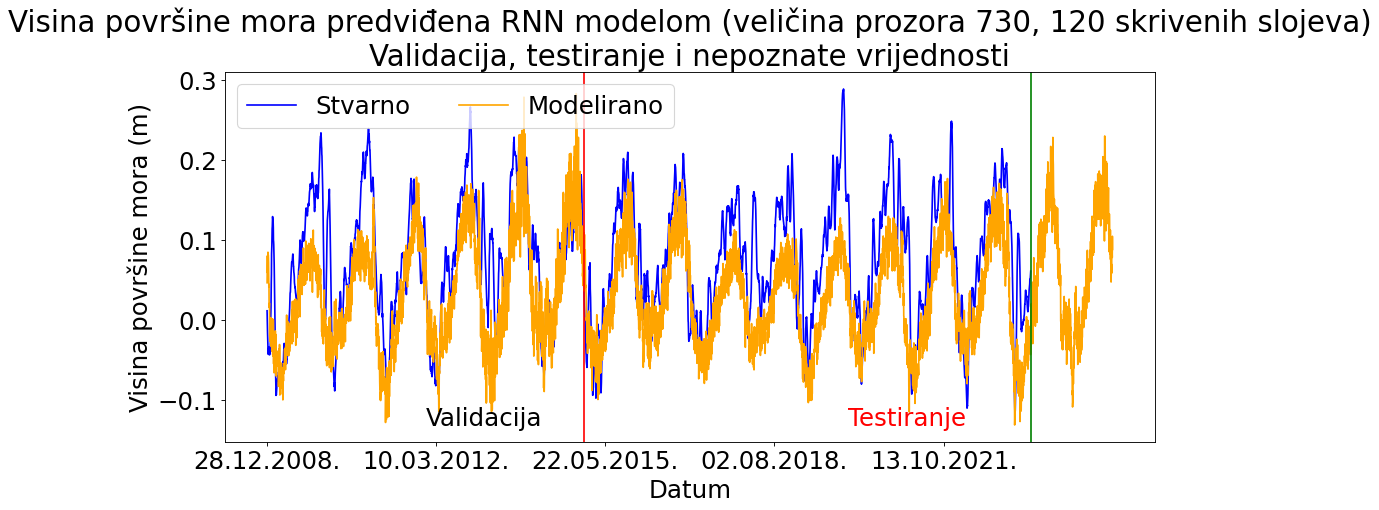 Visina površine mora predviđena RNN modelom (veličina prozora 730, 120 skrivenih slojeva)
Validacija, testiranje i nepoznate vrijednosti
Stvarno
Modelirano
Visina površine mora (m)
0.3
0.2
0.1
0.0
−0.1
Validacija
Testiranje
28.12.2008.
10.03.2012.
22.05.2015.
02.08.2018.
13.10.2021.
Datum